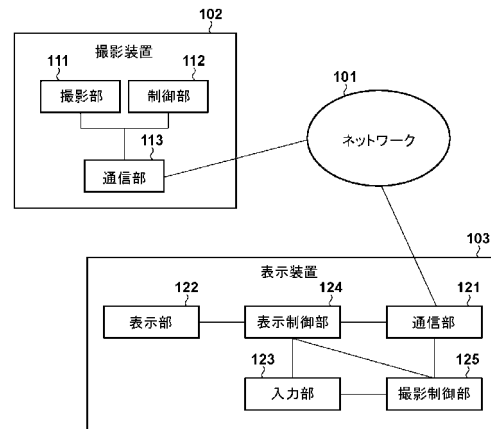 102
撮影装置
111
112
撮影部
制御部
113
通信部
101
ネットワーク
103
表示装置
122
124
121
表示部
表示制御部
通信部
123
125
入力部
撮影制御部